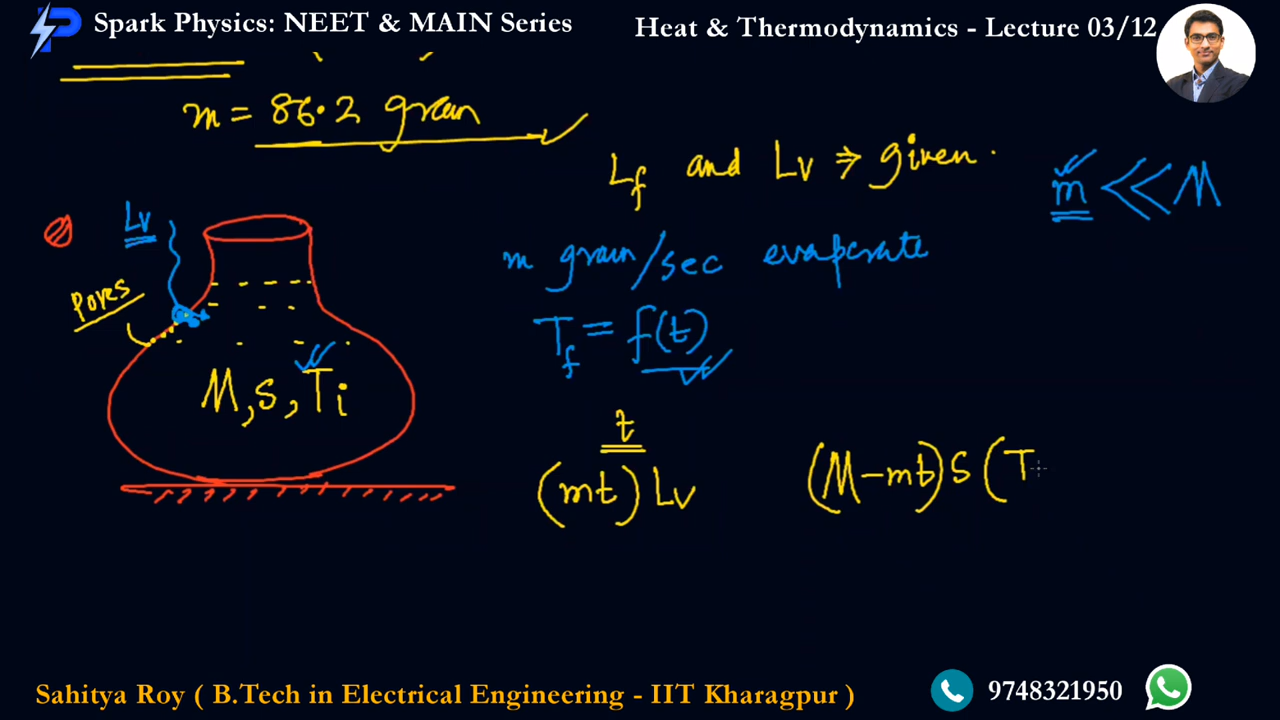 Spark Physics: NEET & MAIN Series
Heat & Thermodynamics - Lecture 03/12
m = 86.2 gram
Lf and Lv ⇒ given.
m << M
Lv
Pores
m gram/sec evaporate
Tf = f(t)
M, s, Ti
t
(mt) Lv
(M-mt) S (T
Sahitya Roy ( B.Tech in Electrical Engineering - IIT Kharagpur )
9748321950